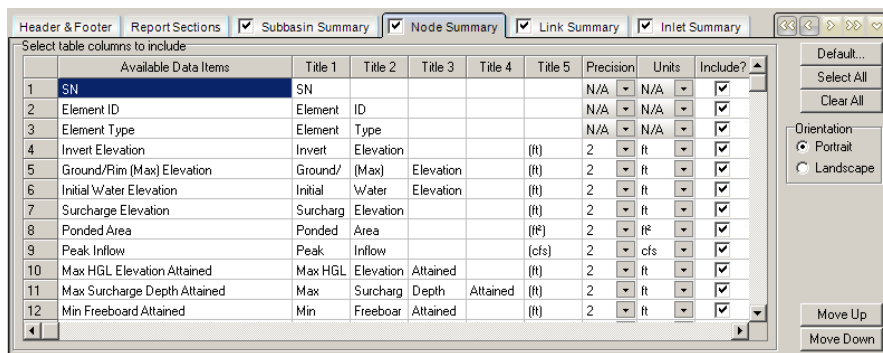 Header & Footer Report Sections Subbasin Summary Node Summary Link Summary Inlet Summary
Select table columns to include
Available Data Items Title 1 Title 2 Title 3 Title 4 Title 5 Precision Units Include?
1 SN SN N/A N/A
2 Element ID Element ID N/A N/A
3 Element Type Element Type N/A N/A
4 Invert Elevation Invert Elevation (ft) 2 ft
5 Ground/Rim (Max) Elevation Ground/ (Max) Elevation (ft) 2 ft
6 Initial Water Elevation Initial Water Elevation (ft) 2 ft
7 Surcharge Elevation Surcharg Elevation (ft) 2 ft
8 Ponded Area Ponded Area (ft²) 2 ft²
9 Peak Inflow Peak Inflow (cfs) 2 cfs
10 Max HGL Elevation Attained Max HGL Elevation Attained (ft) 2 ft
11 Max Surcharge Depth Attained Max Surcharg Depth Attained (ft) 2 ft
12 Min Freeboard Attained Min Freeboar Attained (ft) 2 ft
Default...
Select All
Clear All
Orientation
Portrait
Landscape
Move Up
Move Down